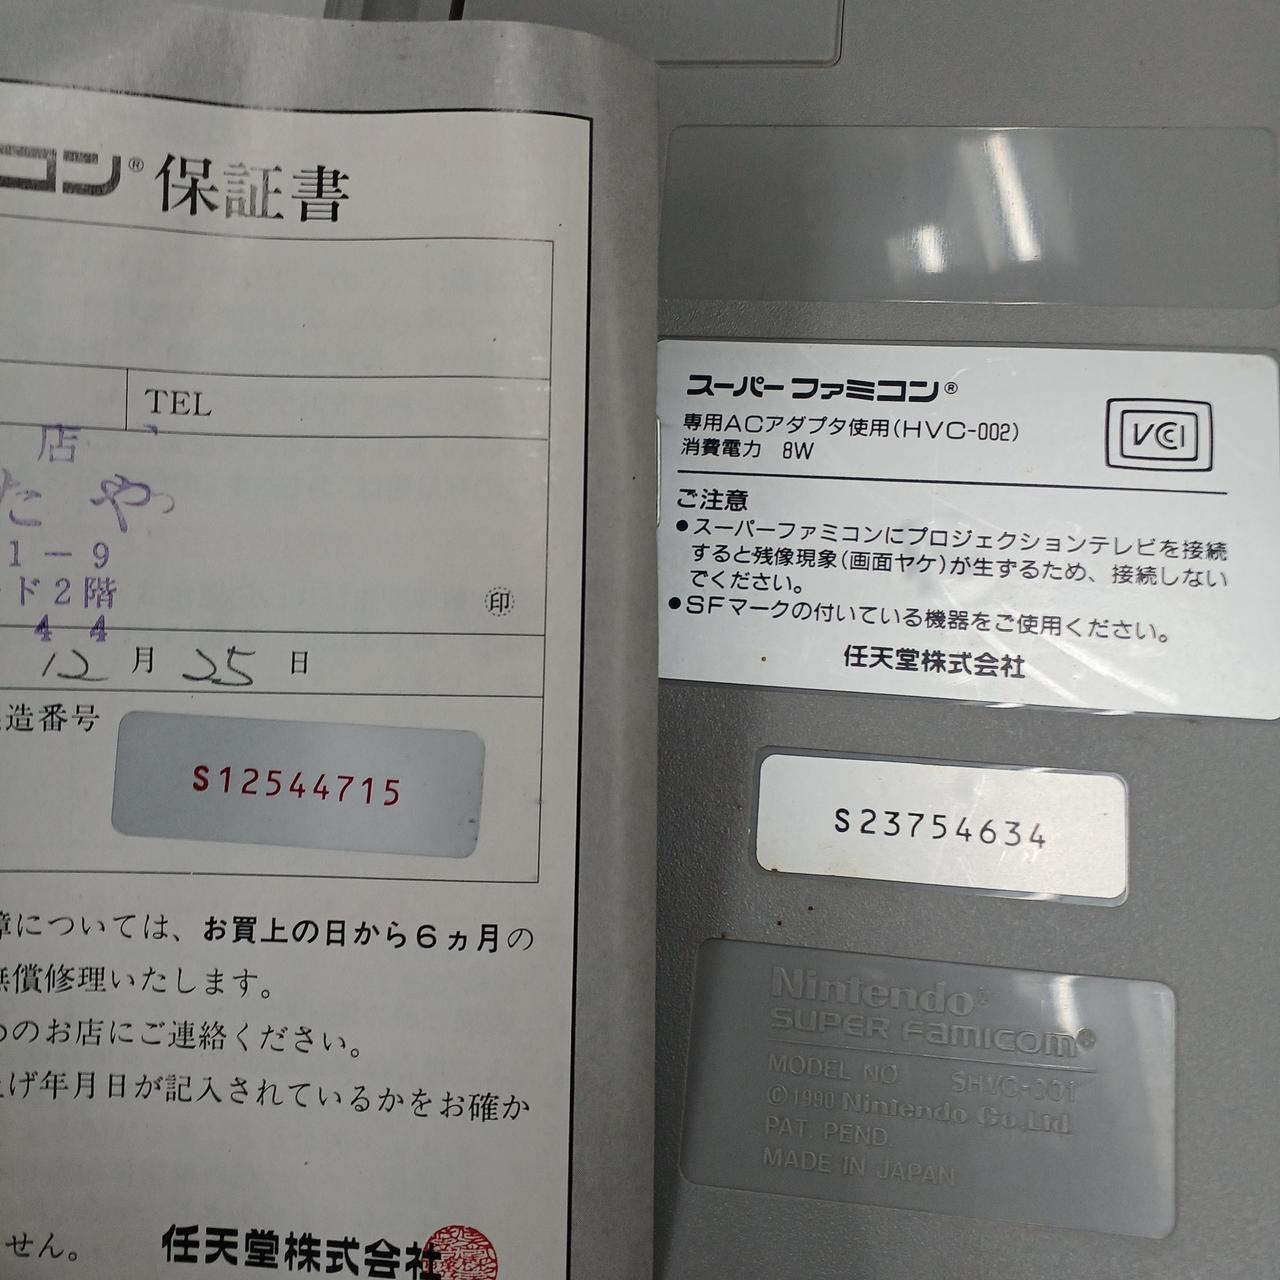 コン® 保証書
TEL
店
たや
1-9
ド2階
44
印
12月25日
造番号
S12544715
については、お買上の日から6ヵ月の
無償修理いたします。
のお店にご連絡ください。
げ年月日が記入されているかをお確か
せん。
任天堂株式会社
スーパーファミコン®
専用ACアダプタ使用(HVC-002)
消費電力 8W
VCI
ご注意
●スーパーファミコンにプロジェクションテレビを接続
すると残像現象(画面ヤケ)が生ずるため、接続しない
でください。
●SFマークの付いている機器をご使用ください。
任天堂株式会社
S23754634
Nintendo®
SUPER FAMICOM®
MODEL NO. SHVC-001
©1990 Nintendo Co.,Ltd.
PAT. PEND.
MADE IN JAPAN